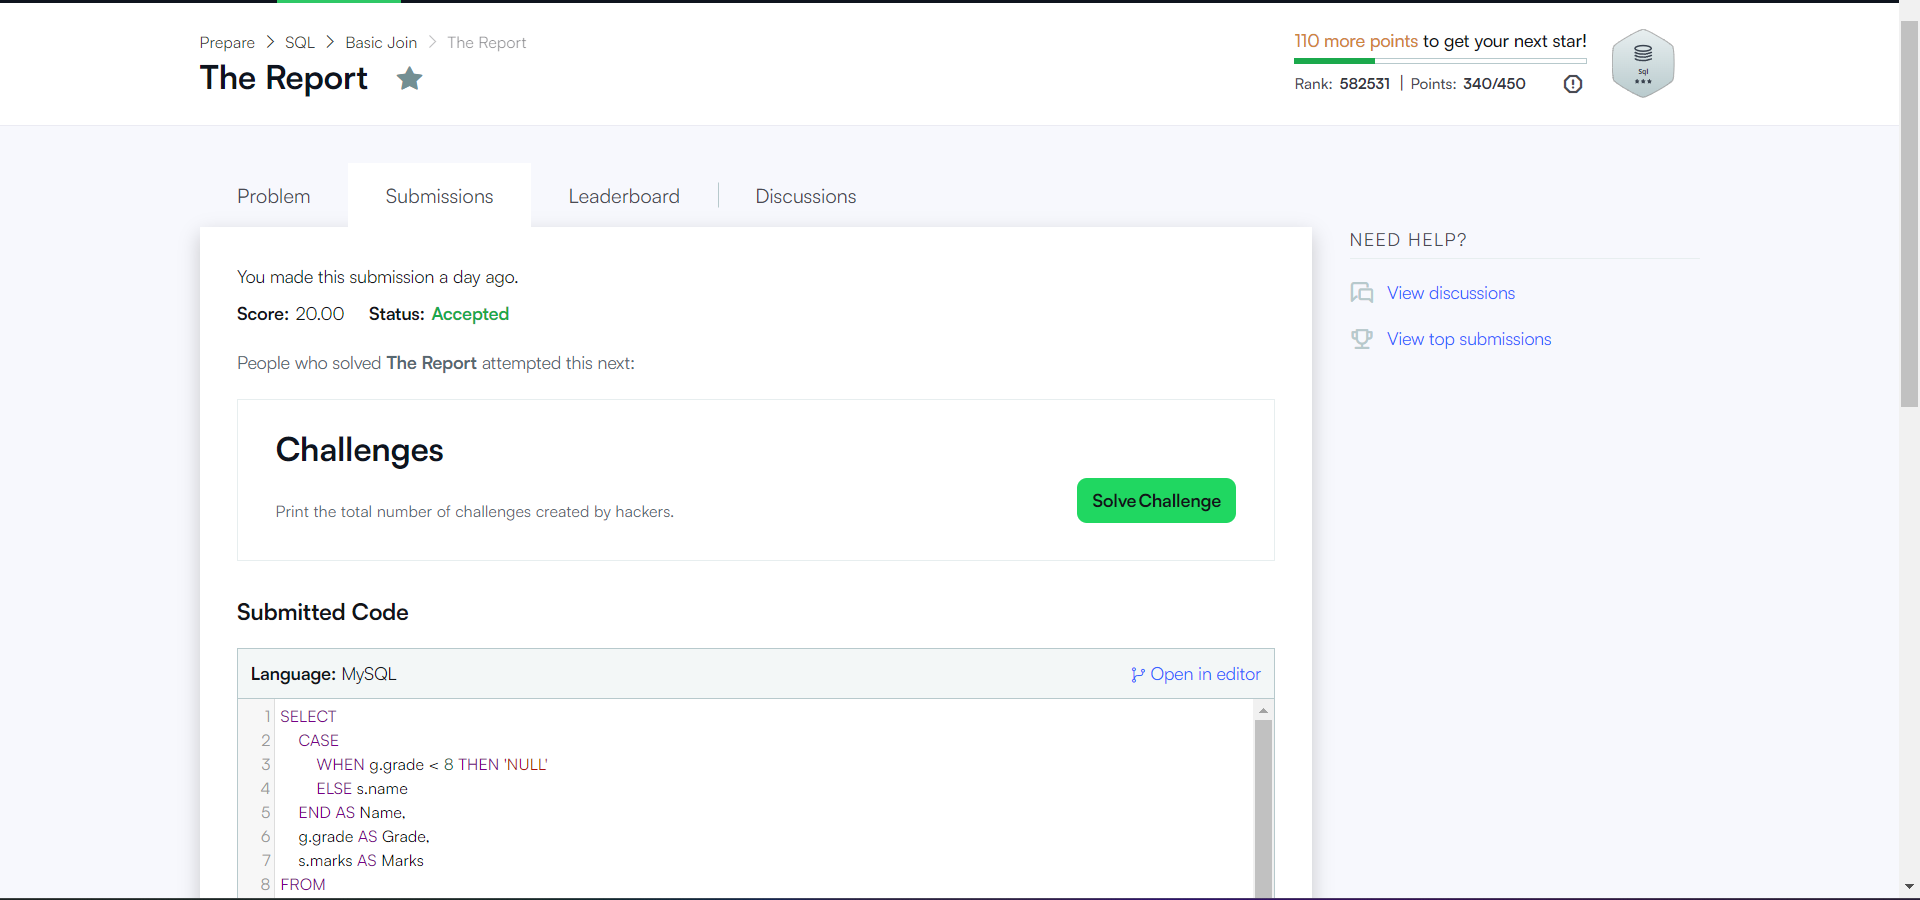 Prepare > SQL > Basic Join > The Report
The Report
110 more points to get your next star!
Rank: 582531 | Points: 340/450
Sql
Problem
Submissions
Leaderboard
Discussions
You made this submission a day ago.
Score: 20.00 Status: Accepted
People who solved The Report attempted this next:
Challenges
Print the total number of challenges created by hackers.
Solve Challenge
Submitted Code
Language: MySQL
Open in editor
1 SELECT
2 CASE
3 WHEN g.grade < 8 THEN 'NULL'
4 ELSE s.name
5 END AS Name,
6 g.grade AS Grade,
7 s.marks AS Marks
8 FROM
NEED HELP?
View discussions
View top submissions